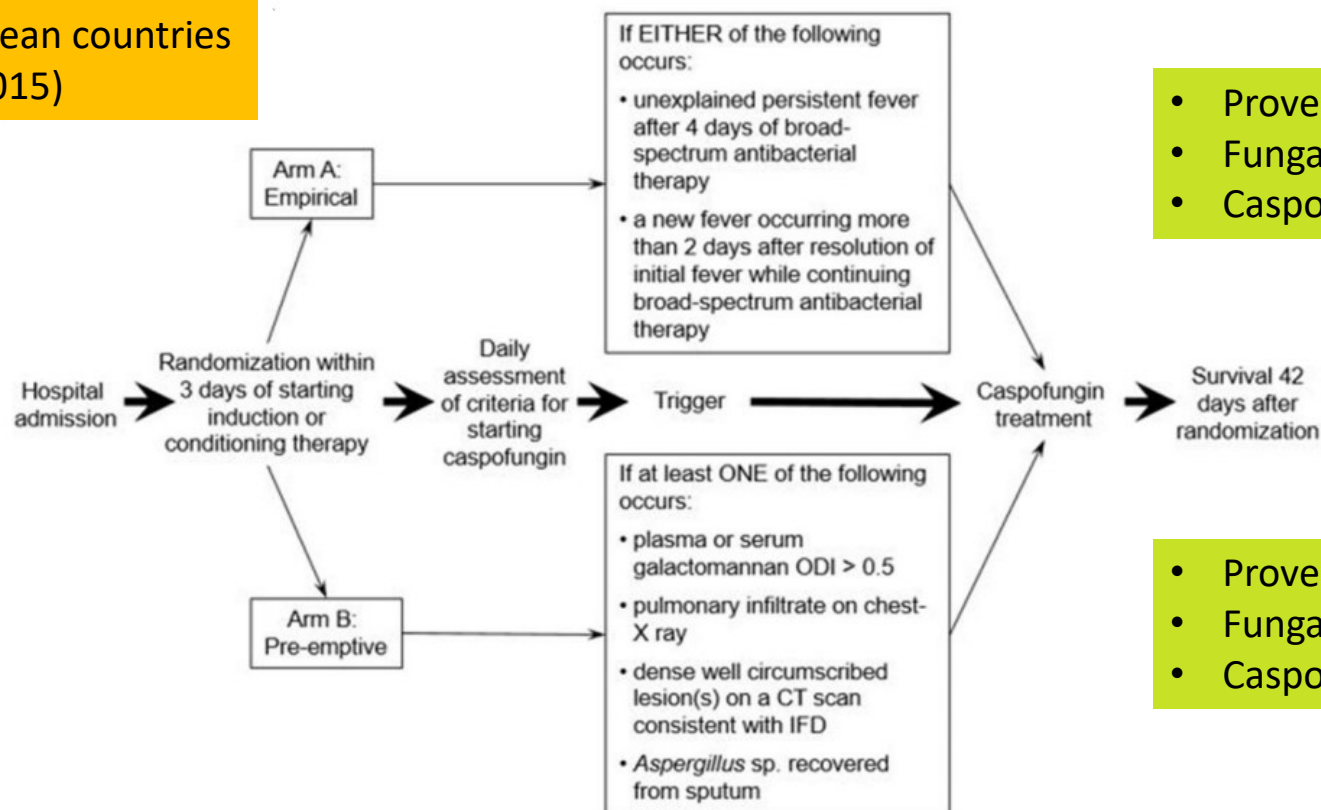 ean countries
015)
If EITHER of the following
occurs:
• unexplained persistent fever
after 4 days of broad-
spectrum antibacterial
therapy
• a new fever occurring more
than 2 days after resolution of
initial fever while continuing
broad-spectrum antibacterial
therapy
• Prove
• Funga
• Caspo
Arm A:
Empirical
Hospital
admission
Randomization within
3 days of starting
induction or
conditioning therapy
Daily
assessment
of criteria for
starting
caspofungin
Trigger
Caspofungin
treatment
Survival 42
days after
randomization
Arm B:
Pre-emptive
If at least ONE of the following
occurs:
• plasma or serum
galactomannan ODI > 0.5
• pulmonary infiltrate on chest-
X ray
• dense well circumscribed
lesion(s) on a CT scan
consistent with IFD
• Aspergillus sp. recovered
from sputum
• Prove
• Funga
• Caspo